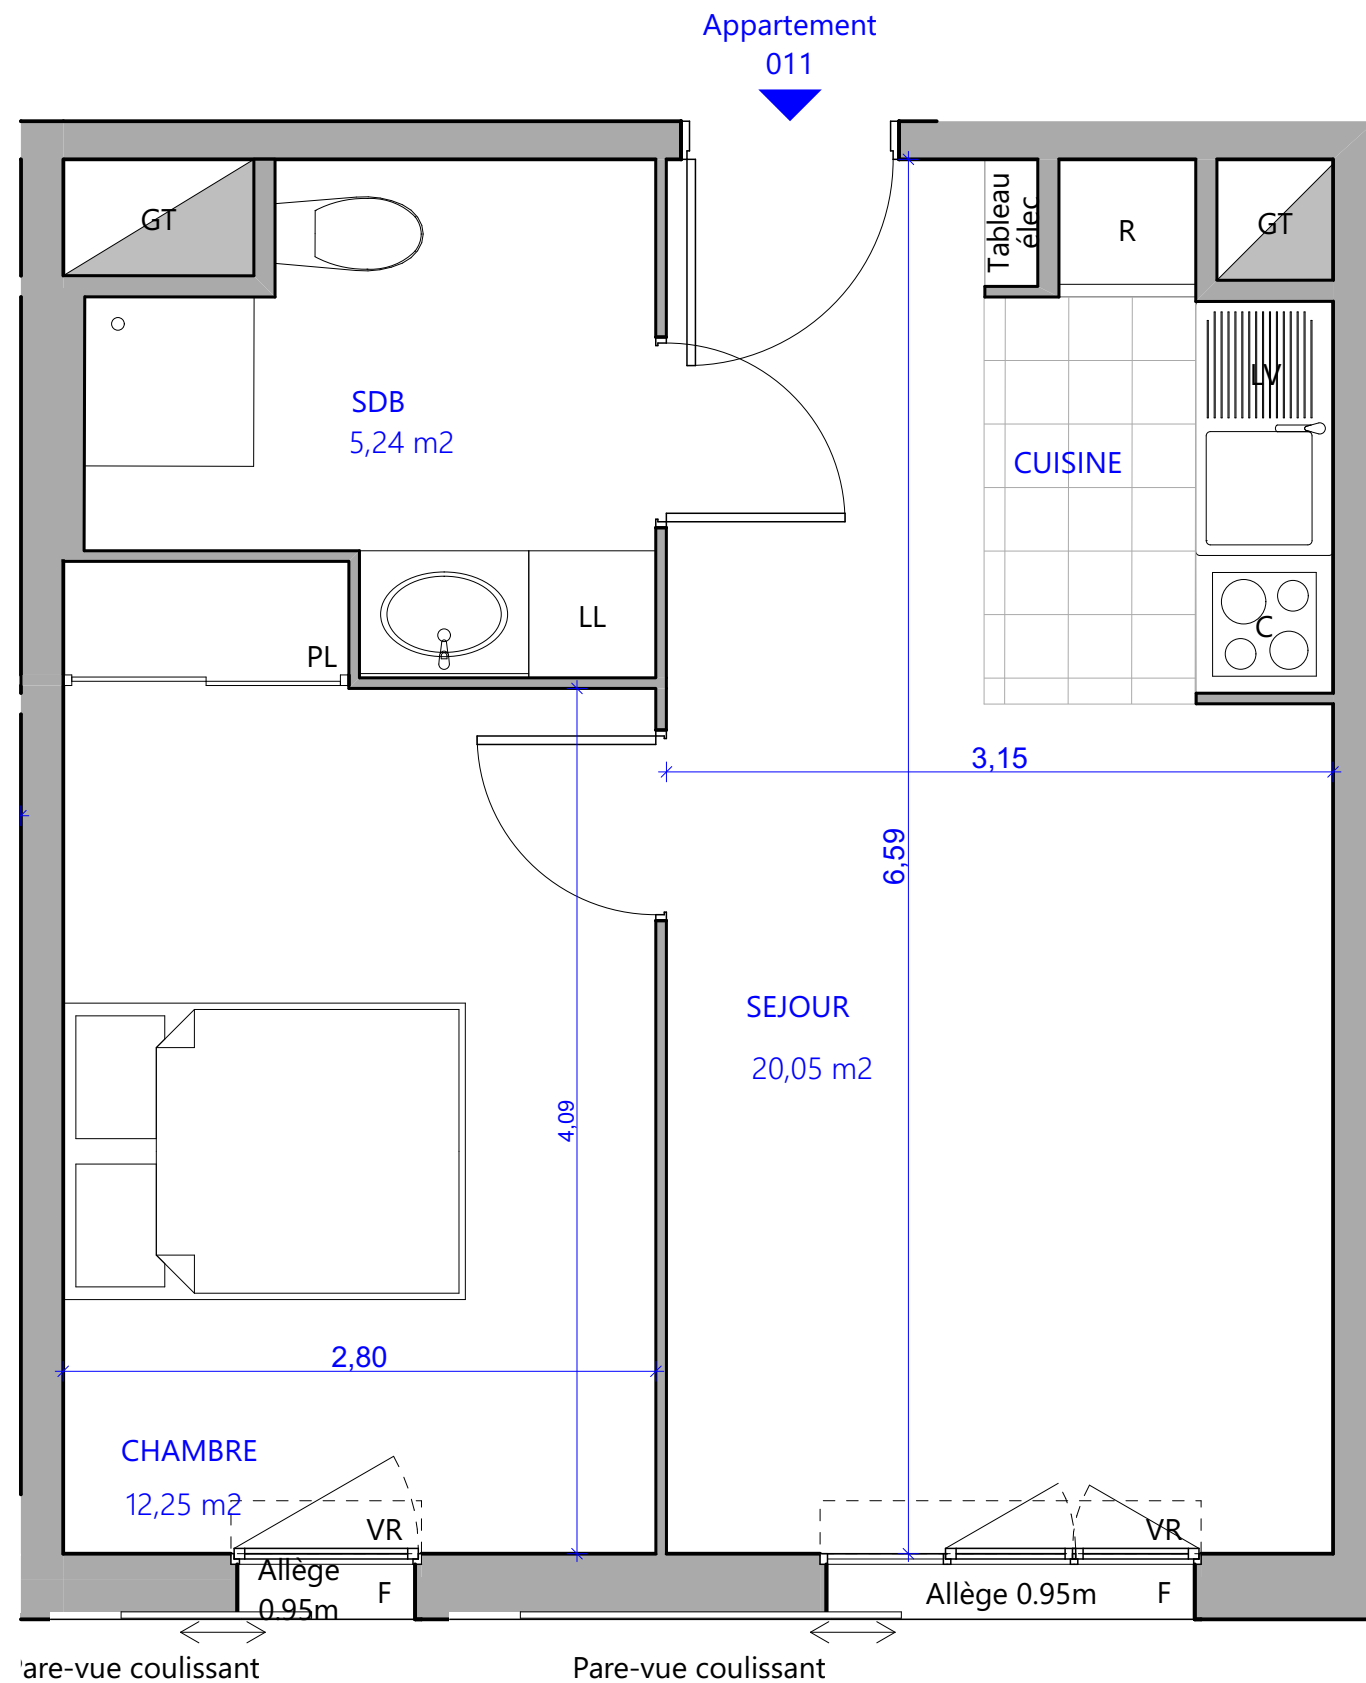 Appartement
011
GT
Tableau
élec
R
GT
SDB
5,24 m2
LV
CUISINE
LL
C
PL
3,15
6,59
SEJOUR
20,05 m2
4,09
2,80
CHAMBRE
12,25 m2
VR
VR
Allège
0.95m
F
Allège 0.95m
F
are-vue coulissant
Pare-vue coulissant